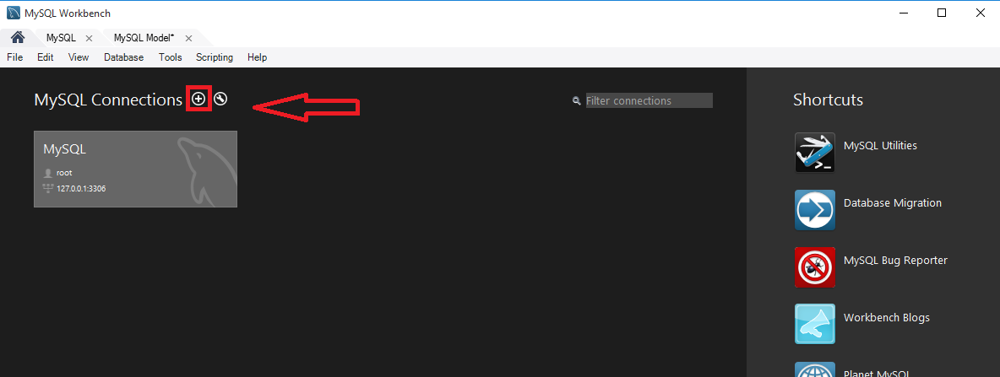 MySQL Workbench
MySQL
MySQL Model*
File Edit View Database Tools Scripting Help
MySQL Connections
Filter connections
Shortcuts
MySQL
root
127.0.0.1:3306
MySQL Utilities
Database Migration
MySQL Bug Reporter
Workbench Blogs
Planet MySQL